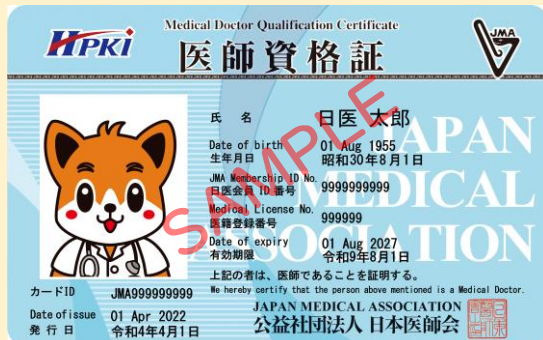 HPKI
Medical Doctor Qualification Certificate
医師資格証
JMA
氏 名 日医 太郎
Date of birth 01 Aug 1955
生年月日 昭和30年8月1日
JMA Membership ID No.
日医会員 ID 番号 9999999999
Medical License No.
医籍登録番号 999999
Date of expiry 01 Aug 2027
有効期限 令和9年8月1日
上記の者は、医師であることを証明する。
We hereby certify that the person above mentioned is a Medical Doctor.
カードID JMA999999999
Date of issue 01 Apr 2022
発 行 日 令和4年4月1日
JAPAN MEDICAL ASSOCIATION
公益社団法人 日本医師会
SAMPLE
JAPAN
MEDICAL
ASSOCIATION